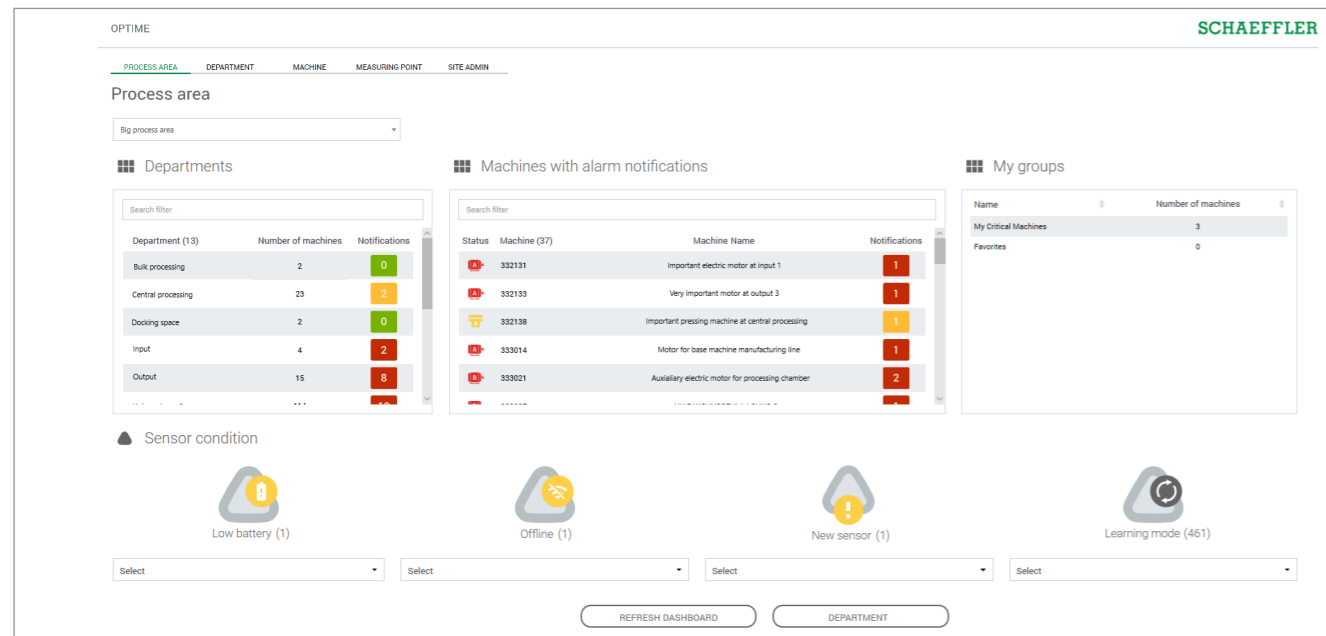 OPTIME
SCHAEFFLER
PROCESS AREA DEPARTMENT MACHINE MEASURING POINT SITE ADMIN
Process area
Big process area
Departments
Search filter
Department (13) Number of machines Notifications
Bulk processing 2 0
Central processing 23 2
Docking space 2 0
Input 4 2
Output 15 8
Machines with alarm notifications
Search filter
Status Machine (37) Machine Name Notifications
A 332131 Important electric motor at input 1 1
A 332133 Very important motor at output 3 1
332138 Important pressing machine at central processing 1
A 333014 Motor for base machine manufacturing line 1
B 333021 Auxialiary electric motor for processing chamber 2
My groups
Name Number of machines
My Critical Machines 3
Favorites 0
Sensor condition
Low battery (1)
Offline (1)
New sensor (1)
Learning mode (461)
Select
Select
Select
Select
REFRESH DASHBOARD
DEPARTMENT